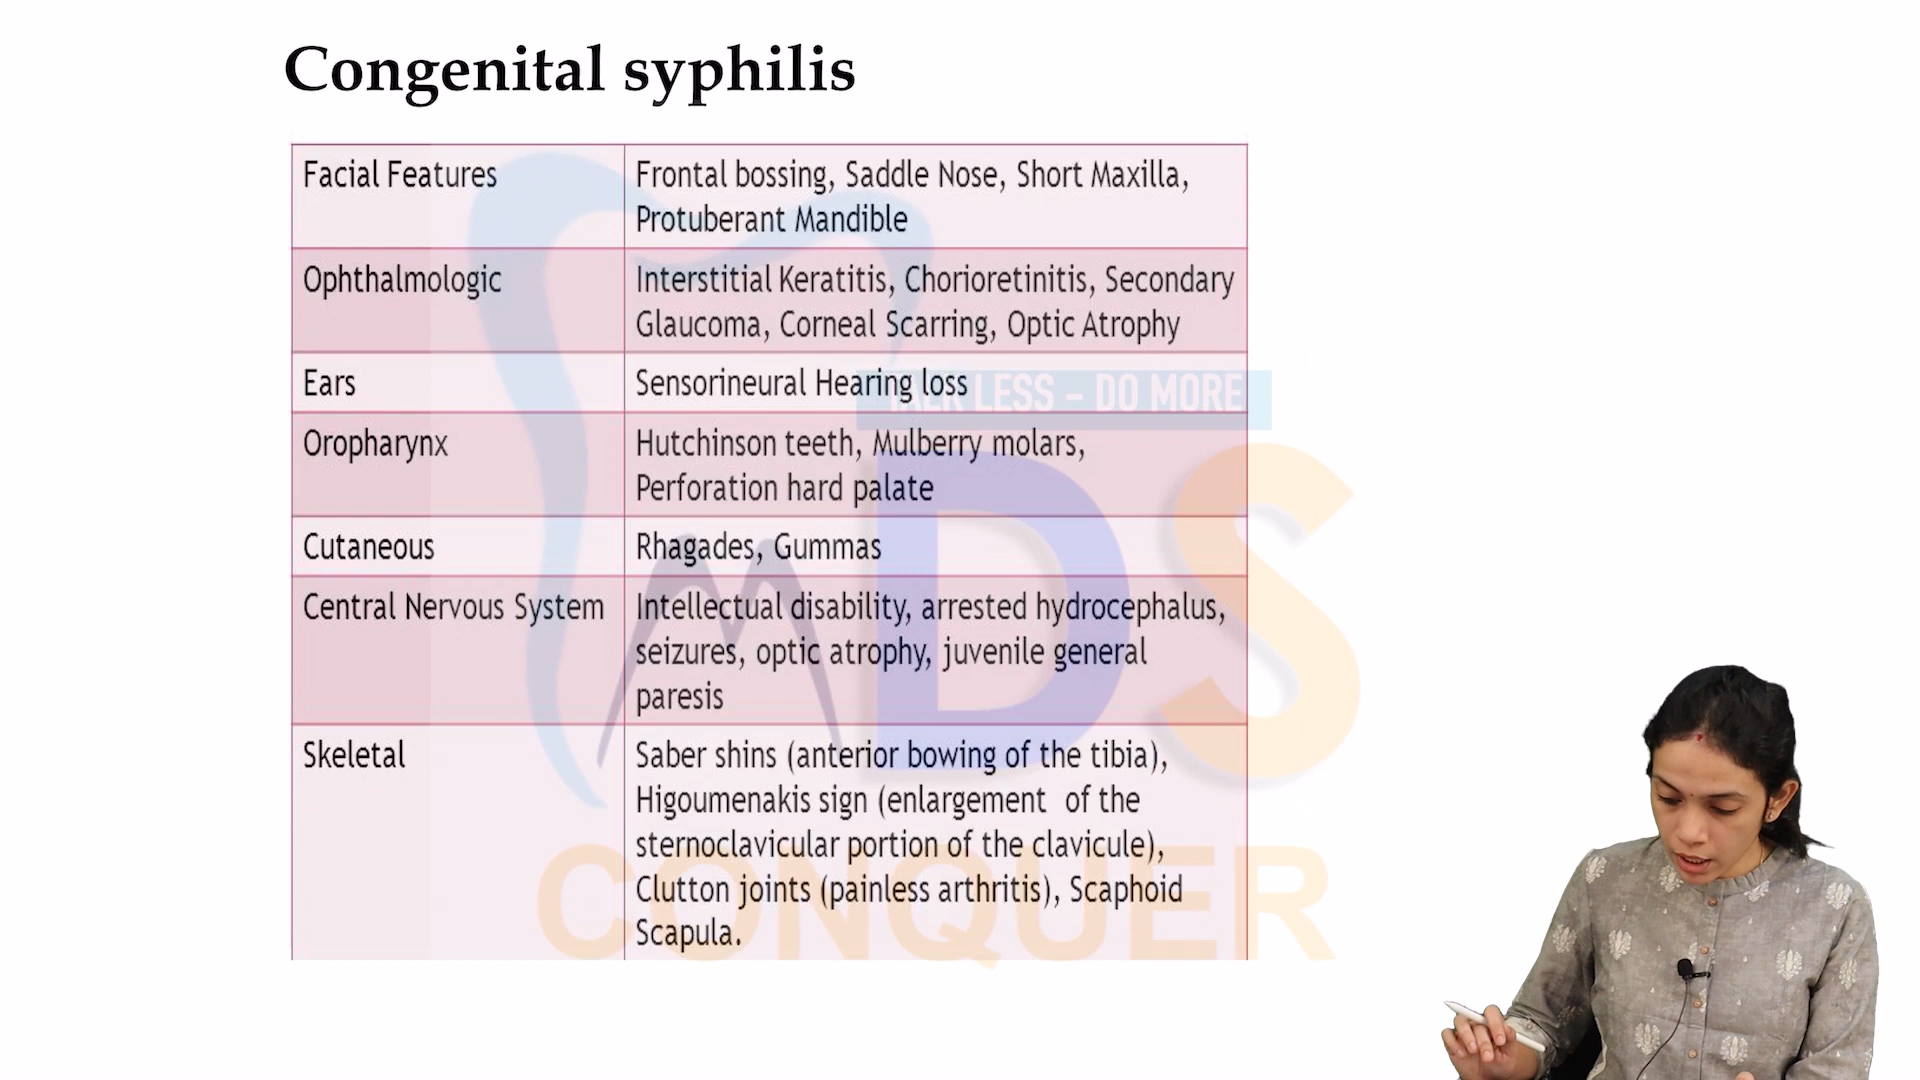 Congenital syphilis
Facial Features
Frontal bossing, Saddle Nose, Short Maxilla,
Protuberant Mandible
Ophthalmologic
Interstitial Keratitis, Chorioretinitis, Secondary
Glaucoma, Corneal Scarring, Optic Atrophy
Ears
Sensorineural Hearing loss
TALK LESS – DO MORE
Oropharynx
Hutchinson teeth, Mulberry molars,
Perforation hard palate
Cutaneous
Rhagades, Gummas
Central Nervous System
Intellectual disability, arrested hydrocephalus,
seizures, optic atrophy, juvenile general
paresis
MDS
Skeletal
Saber shins (anterior bowing of the tibia),
Higoumenakis sign (enlargement of the
sternoclavicular portion of the clavicule),
Clutton joints (painless arthritis), Scaphoid
Scapula.
CONQUER